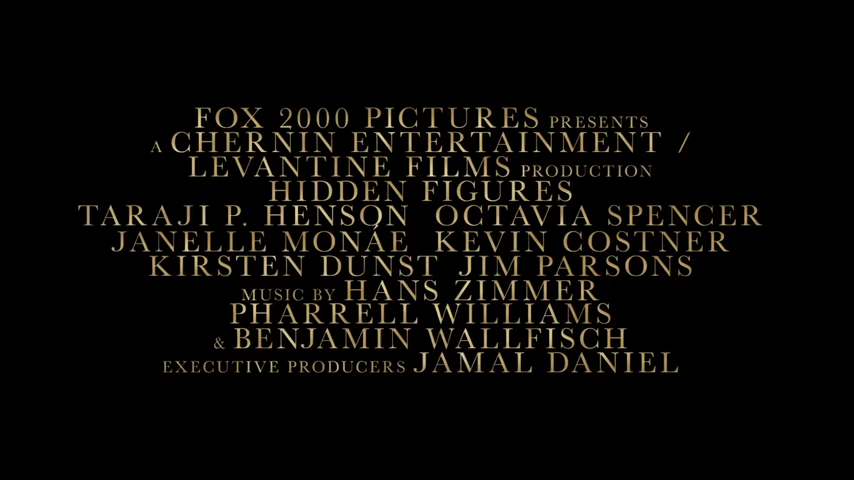 FOX 2000 PICTURES PRESENTS
A CHERNIN ENTERTAINMENT /
LEVANTINE FILMS PRODUCTION
HIDDEN FIGURES
TARAJI P. HENSON OCTAVIA SPENCER
JANELLE MONÁE KEVIN COSTNER
KIRSTEN DUNST JIM PARSONS
MUSIC BY HANS ZIMMER
PHARRELL WILLIAMS
& BENJAMIN WALLFISCH
EXECUTIVE PRODUCERS JAMAL DANIEL